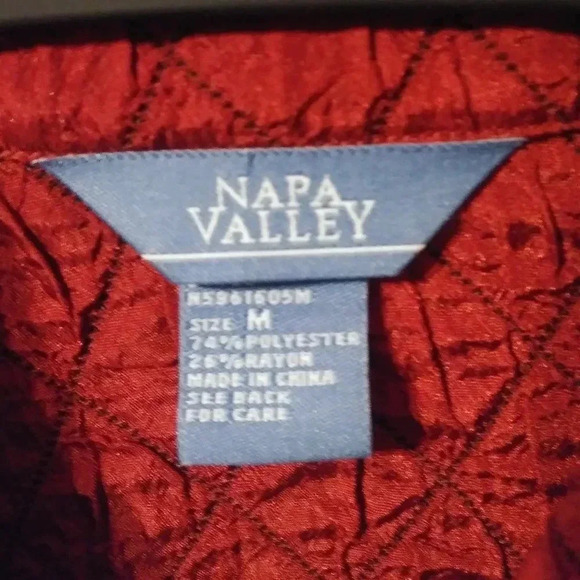 NAPA
VALLEY
N5961605M
SIZE M
74% POLYESTER
26% RAYON
MADE IN CHINA
SEE BACK
FOR CARE